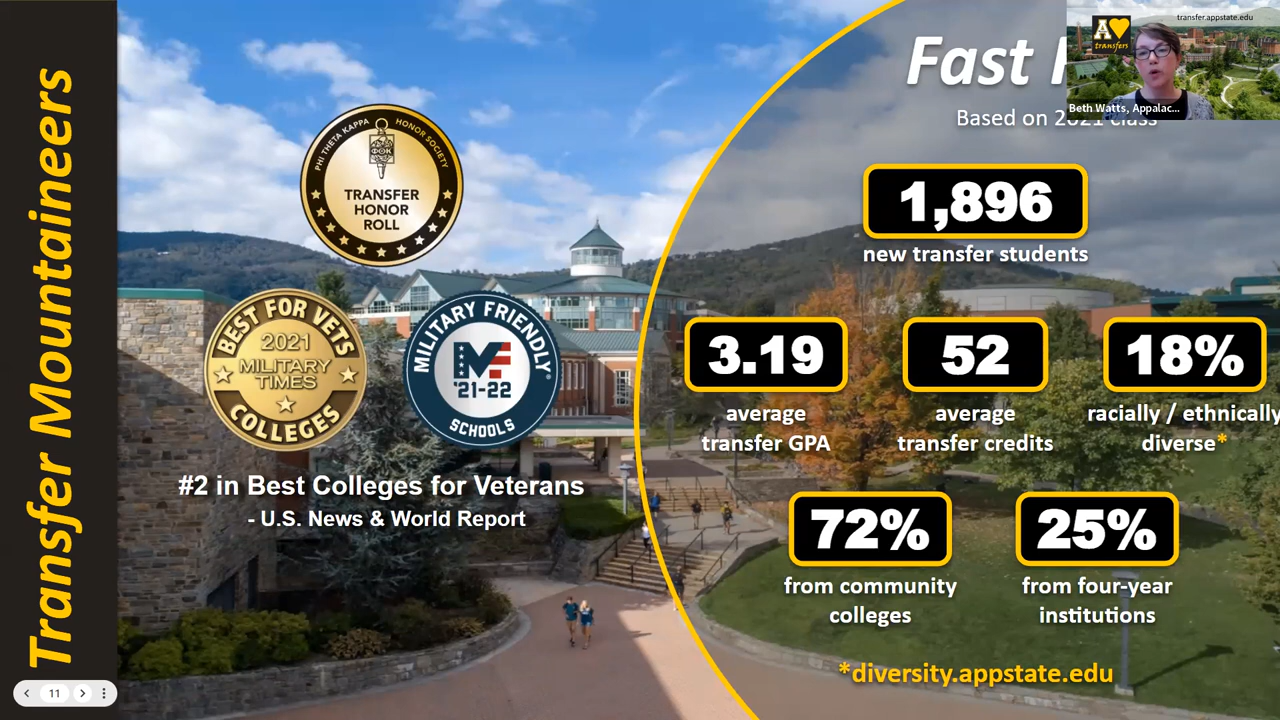 Transfer Mountaineers
PHI THETA KAPPA HONOR SOCIETY
ΦΘΚ
TRANSFER
HONOR
ROLL
BEST FOR VETS
2021
MILITARY
TIMES
COLLEGES
MILITARY FRIENDLY®
'21-22
SCHOOLS
#2 in Best Colleges for Veterans
- U.S. News & World Report
Fast
transfer.appstate.edu
A
transfers
Beth Watts, Appalac...
Based on 2021 class
1,896
new transfer students
3.19
average
transfer GPA
52
average
transfer credits
18%
racially / ethnically
diverse*
72%
from community
colleges
25%
from four-year
institutions
*diversity.appstate.edu
11